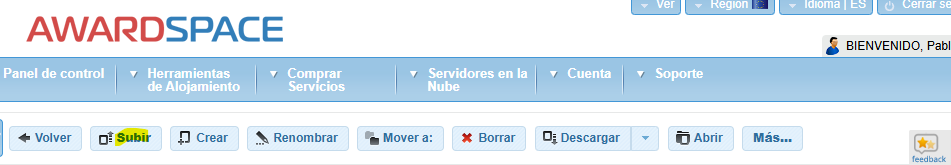 Ver Región Idioma | ES Cerrar se
AWARDSPACE
BIENVENIDO, Pabl
Panel de control Herramientas de Alojamiento Comprar Servicios Servidores en la Nube Cuenta Soporte
Volver Subir Crear Renombrar Mover a: Borrar Descargar Abrir Más...
feedback